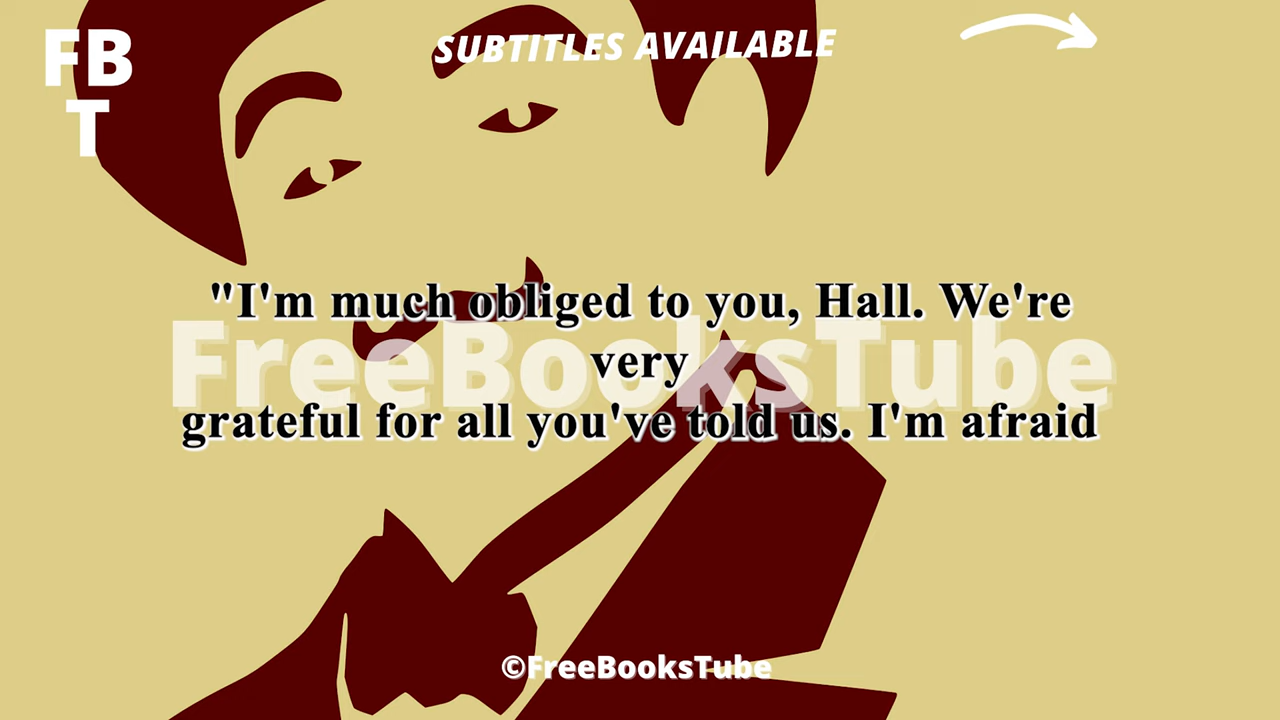 FB
T
SUBTITLES AVAILABLE
"I'm much obliged to you, Hall. We're
very
grateful for all you've told us. I'm afraid
FreeBooksTube
©FreeBooksTube